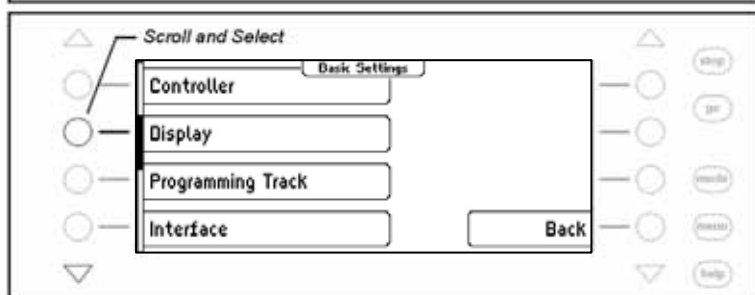 Scroll and Select
Basic Settings
Controller
Display
Programming Track
Interface
Back
stop
go
mode
menu
help